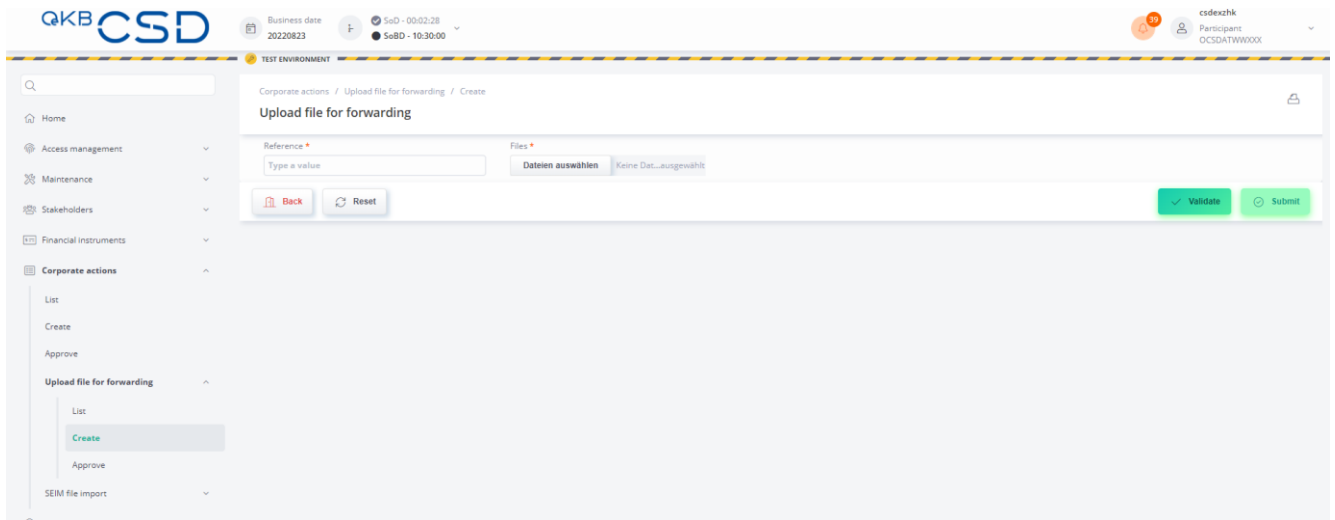 OKB CSD
Business date
20220823
SoD - 00:02:28
SoBD - 10:30:00
39
csdexzhk
Participant
OCSDATWWXXX
TEST ENVIRONMENT
Home
Access management
Maintenance
Stakeholders
Financial instruments
Corporate actions
List
Create
Approve
Upload file for forwarding
List
Create
Approve
SEIM file import
Corporate actions / Upload file for forwarding / Create
Upload file for forwarding
Reference *
Files *
Type a value
Dateien auswählen
Keine Dat...ausgewählt
Back
Reset
Validate
Submit